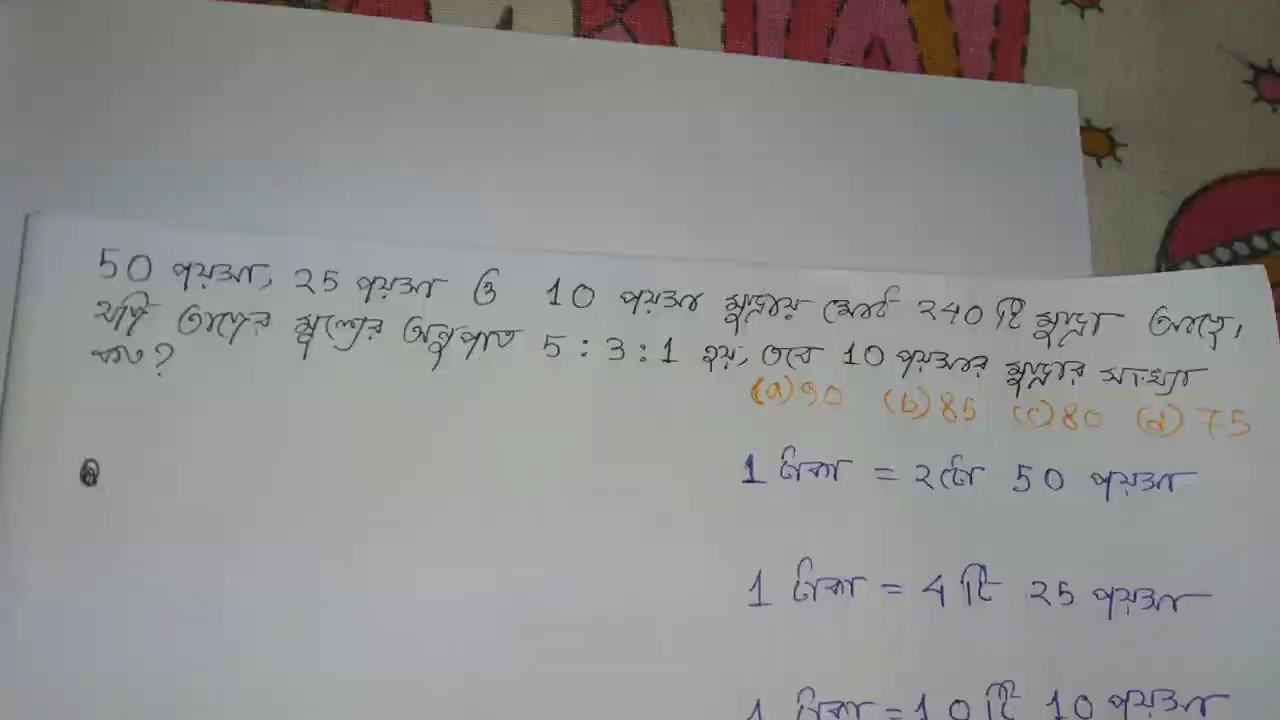 50 পয়সা, 25 পয়সা ও 10 পয়সা মুদ্রায় মোট 240 টি মুদ্রা আছে,
যদি তাদের মূল্যের অনুপাত 5 : 3 : 1 হয়, তবে 10 পয়সার মুদ্রার সংখ্যা
কত?
(a) 90 (b) 85 (c) 80 (d) 75
1 টাকা = 2টো 50 পয়সা
1 টাকা = 4 টি 25 পয়সা
1 টাকা = 10 টি 10 পয়সা